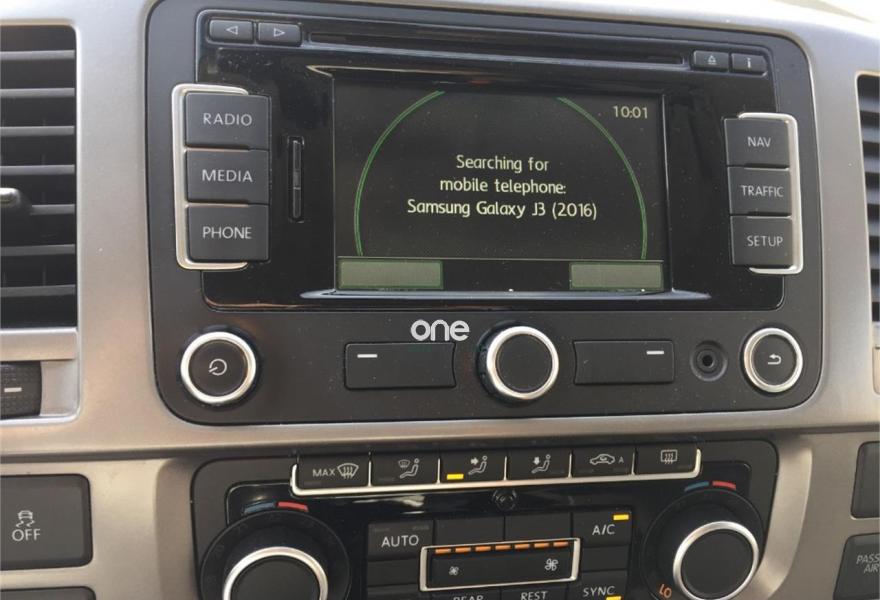 i
RADIO
MEDIA
PHONE
10:01
Searching for
mobile telephone:
Samsung Galaxy J3 (2016)
NAV
TRAFFIC
SETUP
one
MAX
A
OFF
AUTO
A/C
REAR
REST
SYNC
LO
PASS
AIR